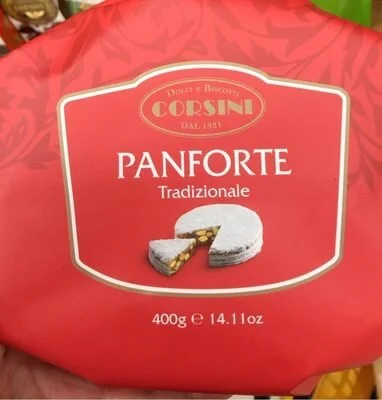 DOLCI E BISCOTTI
CORSINI
DAL 1921
PANFORTE
Tradizionale
400g ℮ 14.11oz